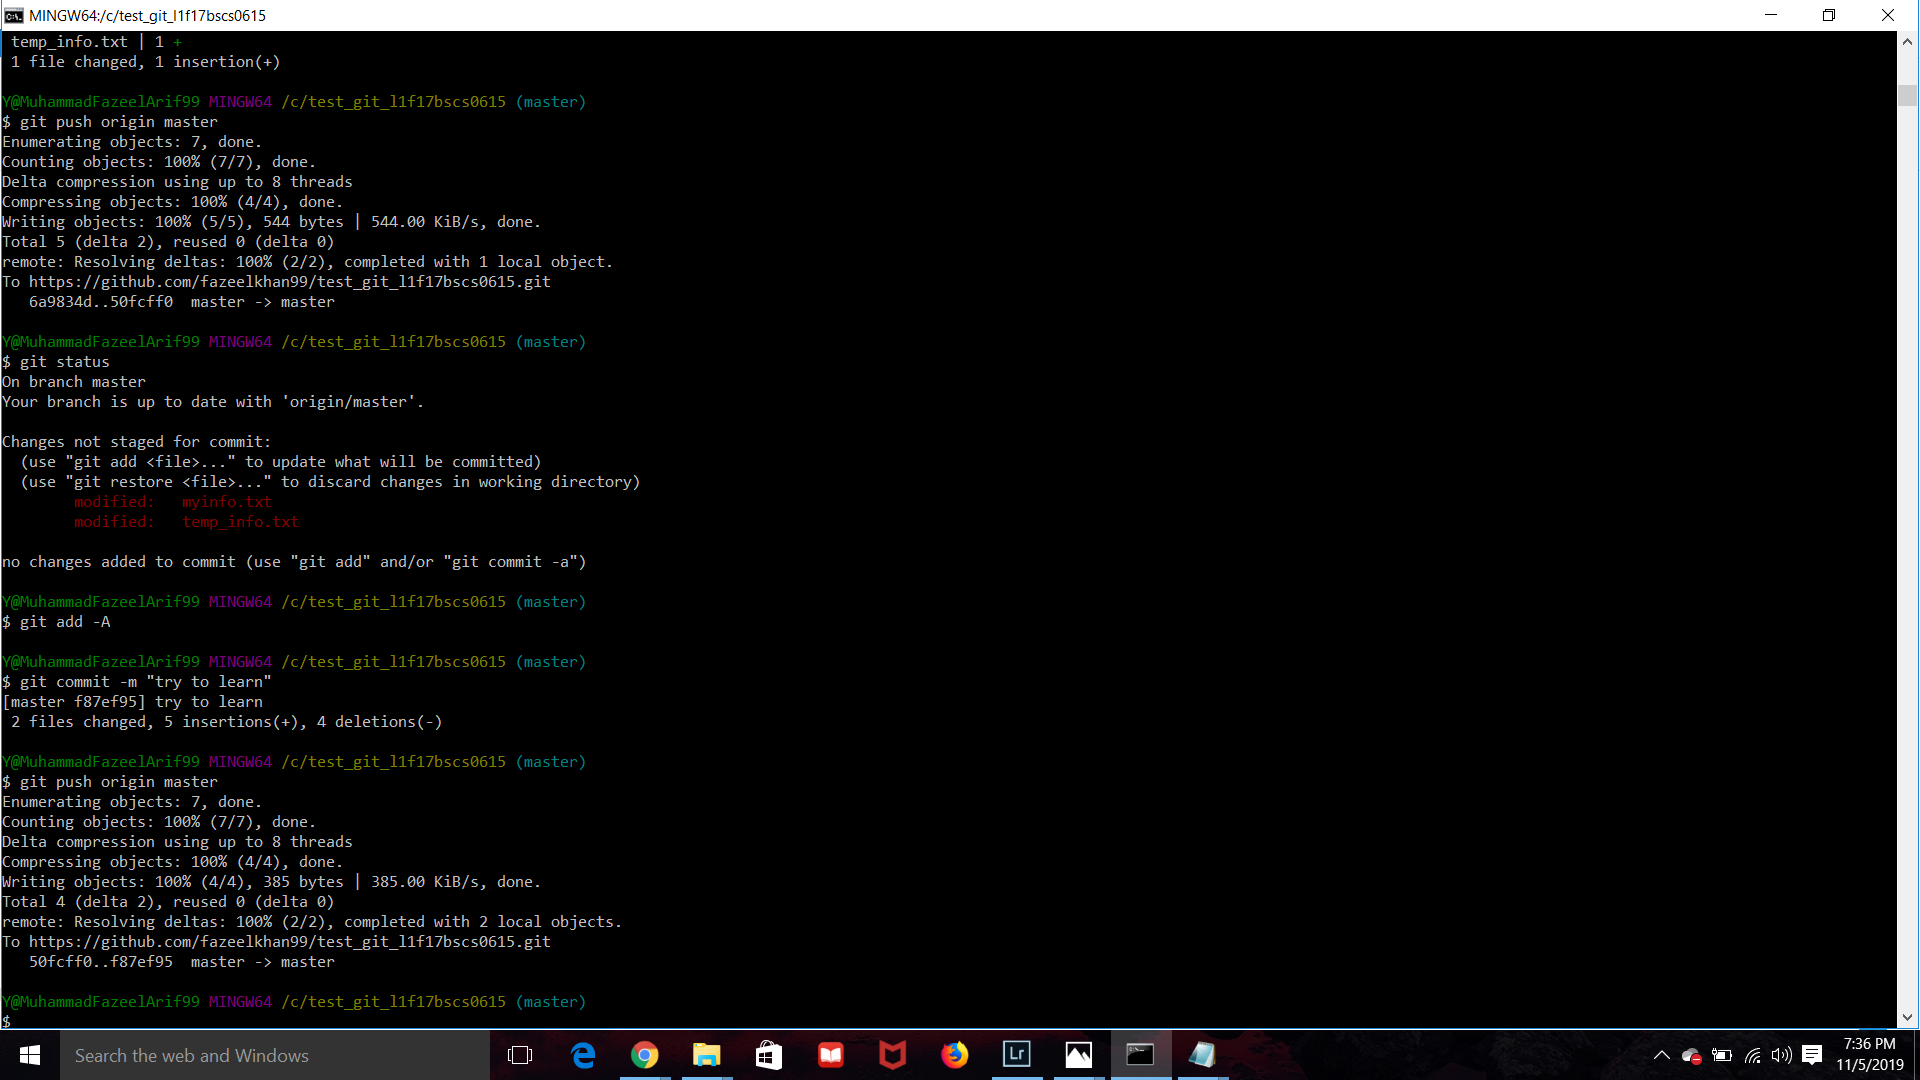 MINGW64:/c/test_git_l1f17bscs0615
temp_info.txt | 1 +
1 file changed, 1 insertion(+)
Y@MuhammadFazeelArif99 MINGW64 /c/test_git_l1f17bscs0615 (master)
$ git push origin master
Enumerating objects: 7, done.
Counting objects: 100% (7/7), done.
Delta compression using up to 8 threads
Compressing objects: 100% (4/4), done.
Writing objects: 100% (5/5), 544 bytes | 544.00 KiB/s, done.
Total 5 (delta 2), reused 0 (delta 0)
remote: Resolving deltas: 100% (2/2), completed with 1 local object.
To https://github.com/fazeelkhan99/test_git_l1f17bscs0615.git
6a9834d..50fcff0  master -> master
Y@MuhammadFazeelArif99 MINGW64 /c/test_git_l1f17bscs0615 (master)
$ git status
On branch master
Your branch is up to date with 'origin/master'.
Changes not staged for commit:
(use "git add <file>..." to update what will be committed)
(use "git restore <file>..." to discard changes in working directory)
modified:   myinfo.txt
modified:   temp_info.txt
no changes added to commit (use "git add" and/or "git commit -a")
Y@MuhammadFazeelArif99 MINGW64 /c/test_git_l1f17bscs0615 (master)
$ git add -A
Y@MuhammadFazeelArif99 MINGW64 /c/test_git_l1f17bscs0615 (master)
$ git commit -m "try to learn"
[master f87ef95] try to learn
2 files changed, 5 insertions(+), 4 deletions(-)
Y@MuhammadFazeelArif99 MINGW64 /c/test_git_l1f17bscs0615 (master)
$ git push origin master
Enumerating objects: 7, done.
Counting objects: 100% (7/7), done.
Delta compression using up to 8 threads
Compressing objects: 100% (4/4), done.
Writing objects: 100% (4/4), 385 bytes | 385.00 KiB/s, done.
Total 4 (delta 2), reused 0 (delta 0)
remote: Resolving deltas: 100% (2/2), completed with 2 local objects.
To https://github.com/fazeelkhan99/test_git_l1f17bscs0615.git
50fcff0..f87ef95  master -> master
Y@MuhammadFazeelArif99 MINGW64 /c/test_git_l1f17bscs0615 (master)
$
Search the web and Windows
Lr
7:36 PM
11/5/2019